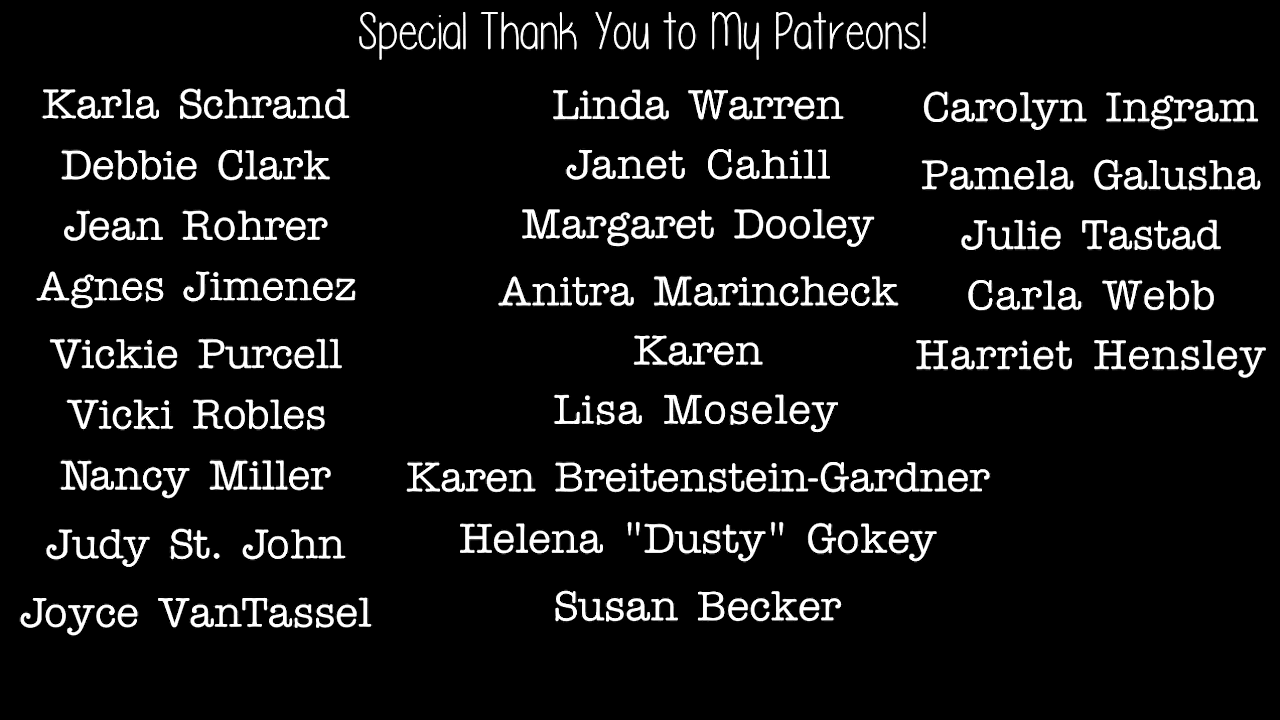 Special Thank You to My Patreons!
Karla Schrand
Debbie Clark
Jean Rohrer
Agnes Jimenez
Vickie Purcell
Vicki Robles
Nancy Miller
Judy St. John
Joyce VanTassel
Linda Warren
Janet Cahill
Margaret Dooley
Anitra Marincheck
Karen
Lisa Moseley
Karen Breitenstein-Gardner
Helena "Dusty" Gokey
Susan Becker
Carolyn Ingram
Pamela Galusha
Julie Tastad
Carla Webb
Harriet Hensley